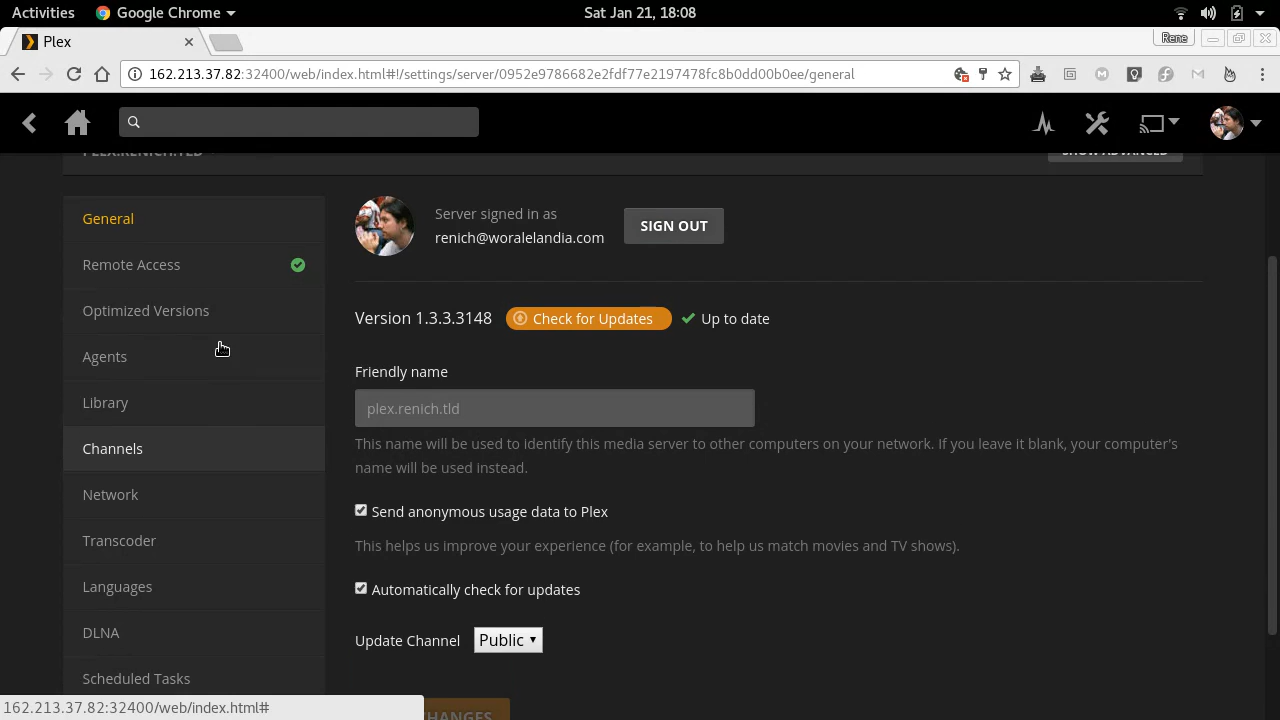 Activities Google Chrome Sat Jan 21, 18:08
Plex Rene
162.213.37.82:32400/web/index.html#!/settings/server/0952e9786682e2fdf77e2197478fc8b0dd00b0ee/general
PLEX.RENICH.TLD SHOW ADVANCED
General
Remote Access
Optimized Versions
Agents
Library
Channels
Network
Transcoder
Languages
DLNA
Scheduled Tasks
Server signed in as
renich@woralelandia.com
SIGN OUT
Version 1.3.3.3148 Check for Updates Up to date
Friendly name
plex.renich.tld
This name will be used to identify this media server to other computers on your network. If you leave it blank, your computer's
name will be used instead.
Send anonymous usage data to Plex
This helps us improve your experience (for example, to help us match movies and TV shows).
Automatically check for updates
Update Channel Public
CHANGES
162.213.37.82:32400/web/index.html#